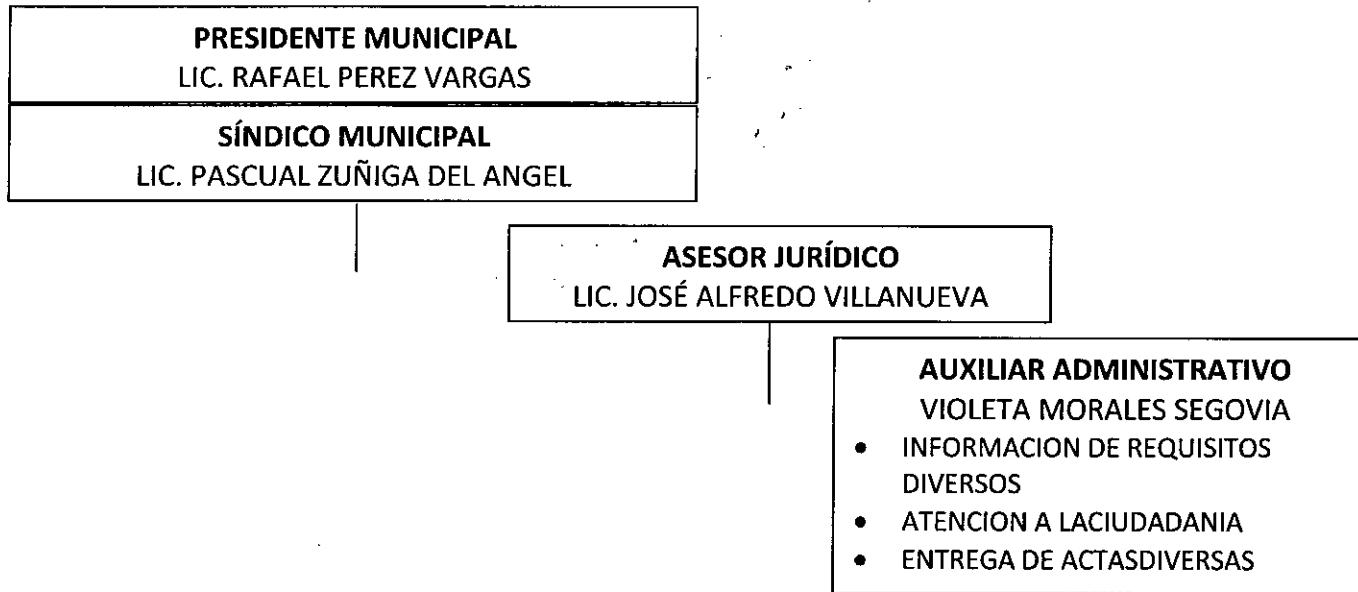 PRESIDENTE MUNICIPAL
LIC. RAFAEL PEREZ VARGAS
SÍNDICO MUNICIPAL
LIC. PASCUAL ZUÑIGA DEL ANGEL
ASESOR JURÍDICO
LIC. JOSÉ ALFREDO VILLANUEVA
AUXILIAR ADMINISTRATIVO
VIOLETA MORALES SEGOVIA
• INFORMACION DE REQUISITOS
DIVERSOS
• ATENCION A LACIUDADANIA
• ENTREGA DE ACTASDIVERSAS